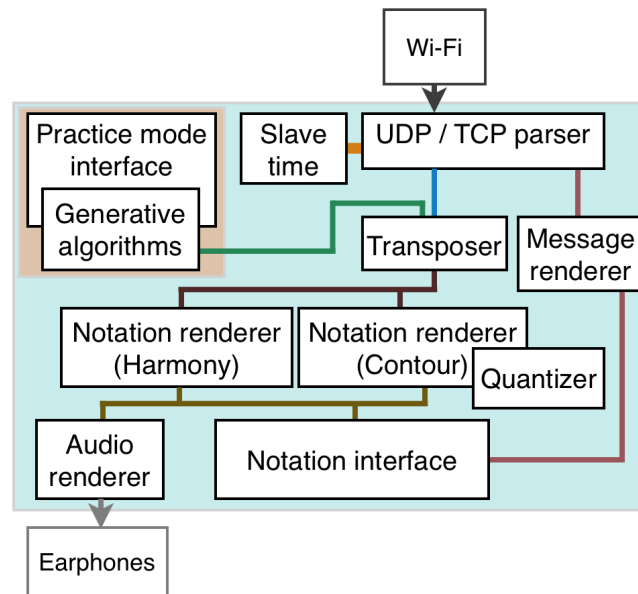 Wi-Fi
Practice mode
interface
Generative
algorithms
Slave
time
UDP / TCP parser
Transposer
Message
renderer
Notation renderer
(Harmony)
Notation renderer
(Contour)
Quantizer
Audio
renderer
Notation interface
Earphones